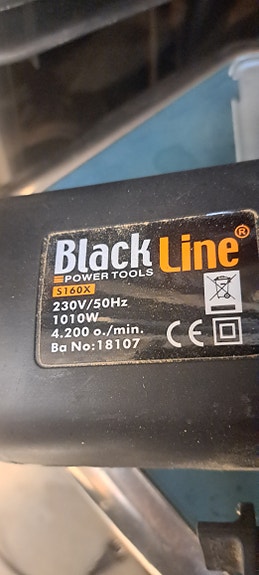 Black Line®
POWER TOOLS
S160X
230V/50Hz
1010W
4.200 o./min.
Ba No:18107
CE